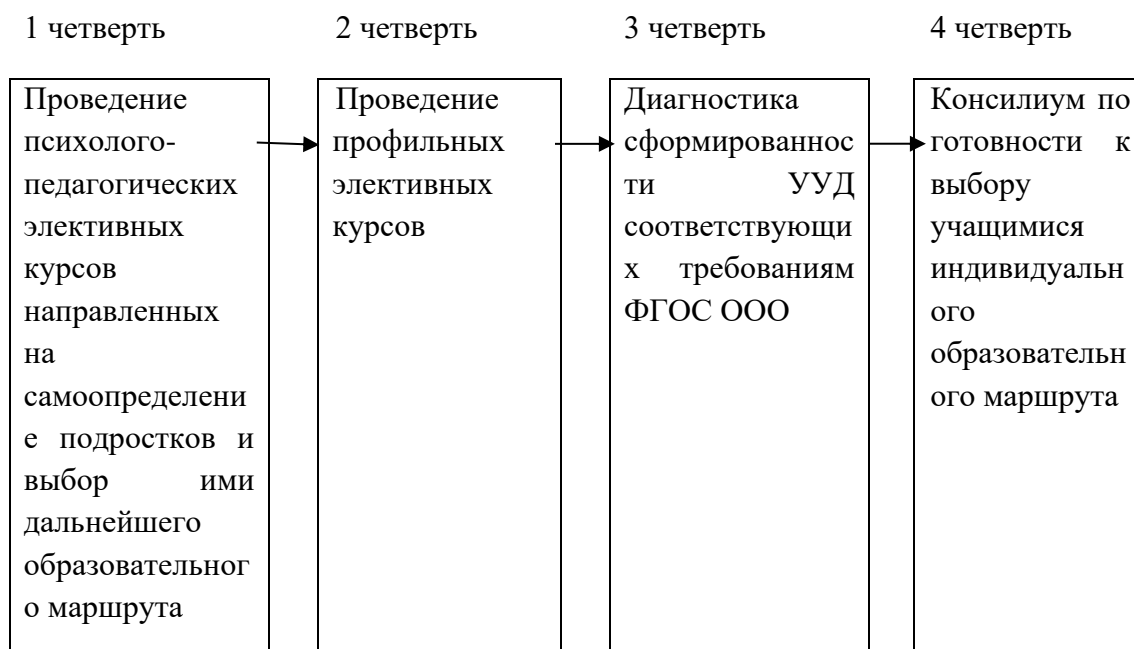 1 четверть
2 четверть
3 четверть
4 четверть
Проведение
психолого-
педагогических
элективных
курсов
направленных
на
самоопределени
е подростков и
выбор ими
дальнейшего
образовательног
о маршрута
Проведение
профильных
элективных
курсов
Диагностика
сформированнос
ти УУД
соответствующи
х требованиям
ФГОС ООО
Консилиум по
готовности к
выбору
учащимися
индивидуальн
ого
образовательн
ого маршрута